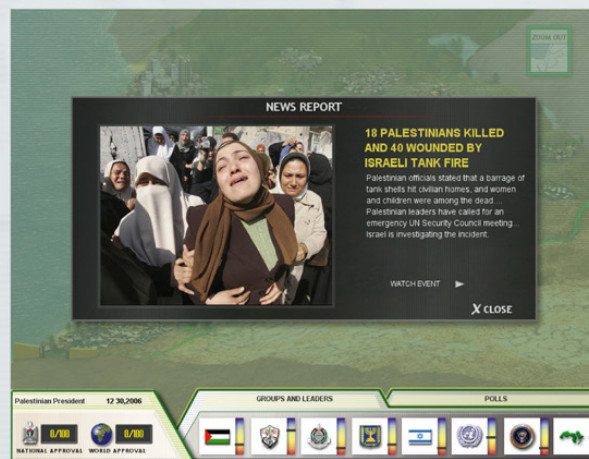 ZOOM OUT
NEWS REPORT
18 PALESTINIANS KILLED
AND 40 WOUNDED BY
ISRAELI TANK FIRE
Palestinian officials stated that a barrage of
tank shells hit civilian homes, and women
and children were among the dead...
Palestinian leaders have called for an
emergency UN Security Council meeting...
Israel is investigating the incident.
WATCH EVENT
X CLOSE
Palestinian President 12 30,2006
GROUPS AND LEADERS
POLLS
0/100
0/100
NATIONAL APPROVAL WORLD APPROVAL